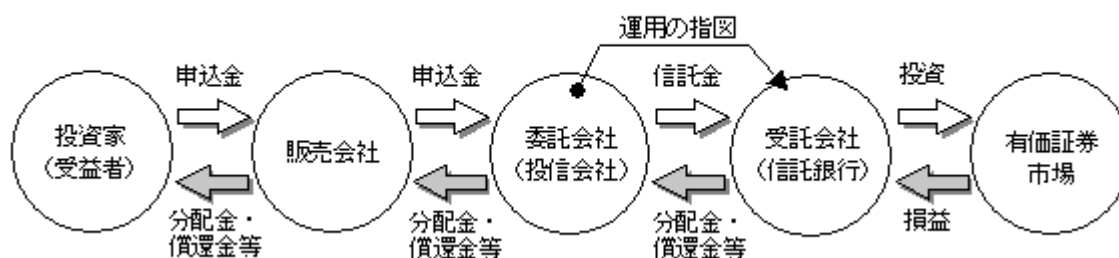 運用の指図
申込金
申込金
信託金
投資
投資家
(受益者)
販売会社
委託会社
(投信会社)
受託会社
(信託銀行)
有価証券
市場
分配金・
償還金等
分配金・
償還金等
分配金・
償還金等
損益